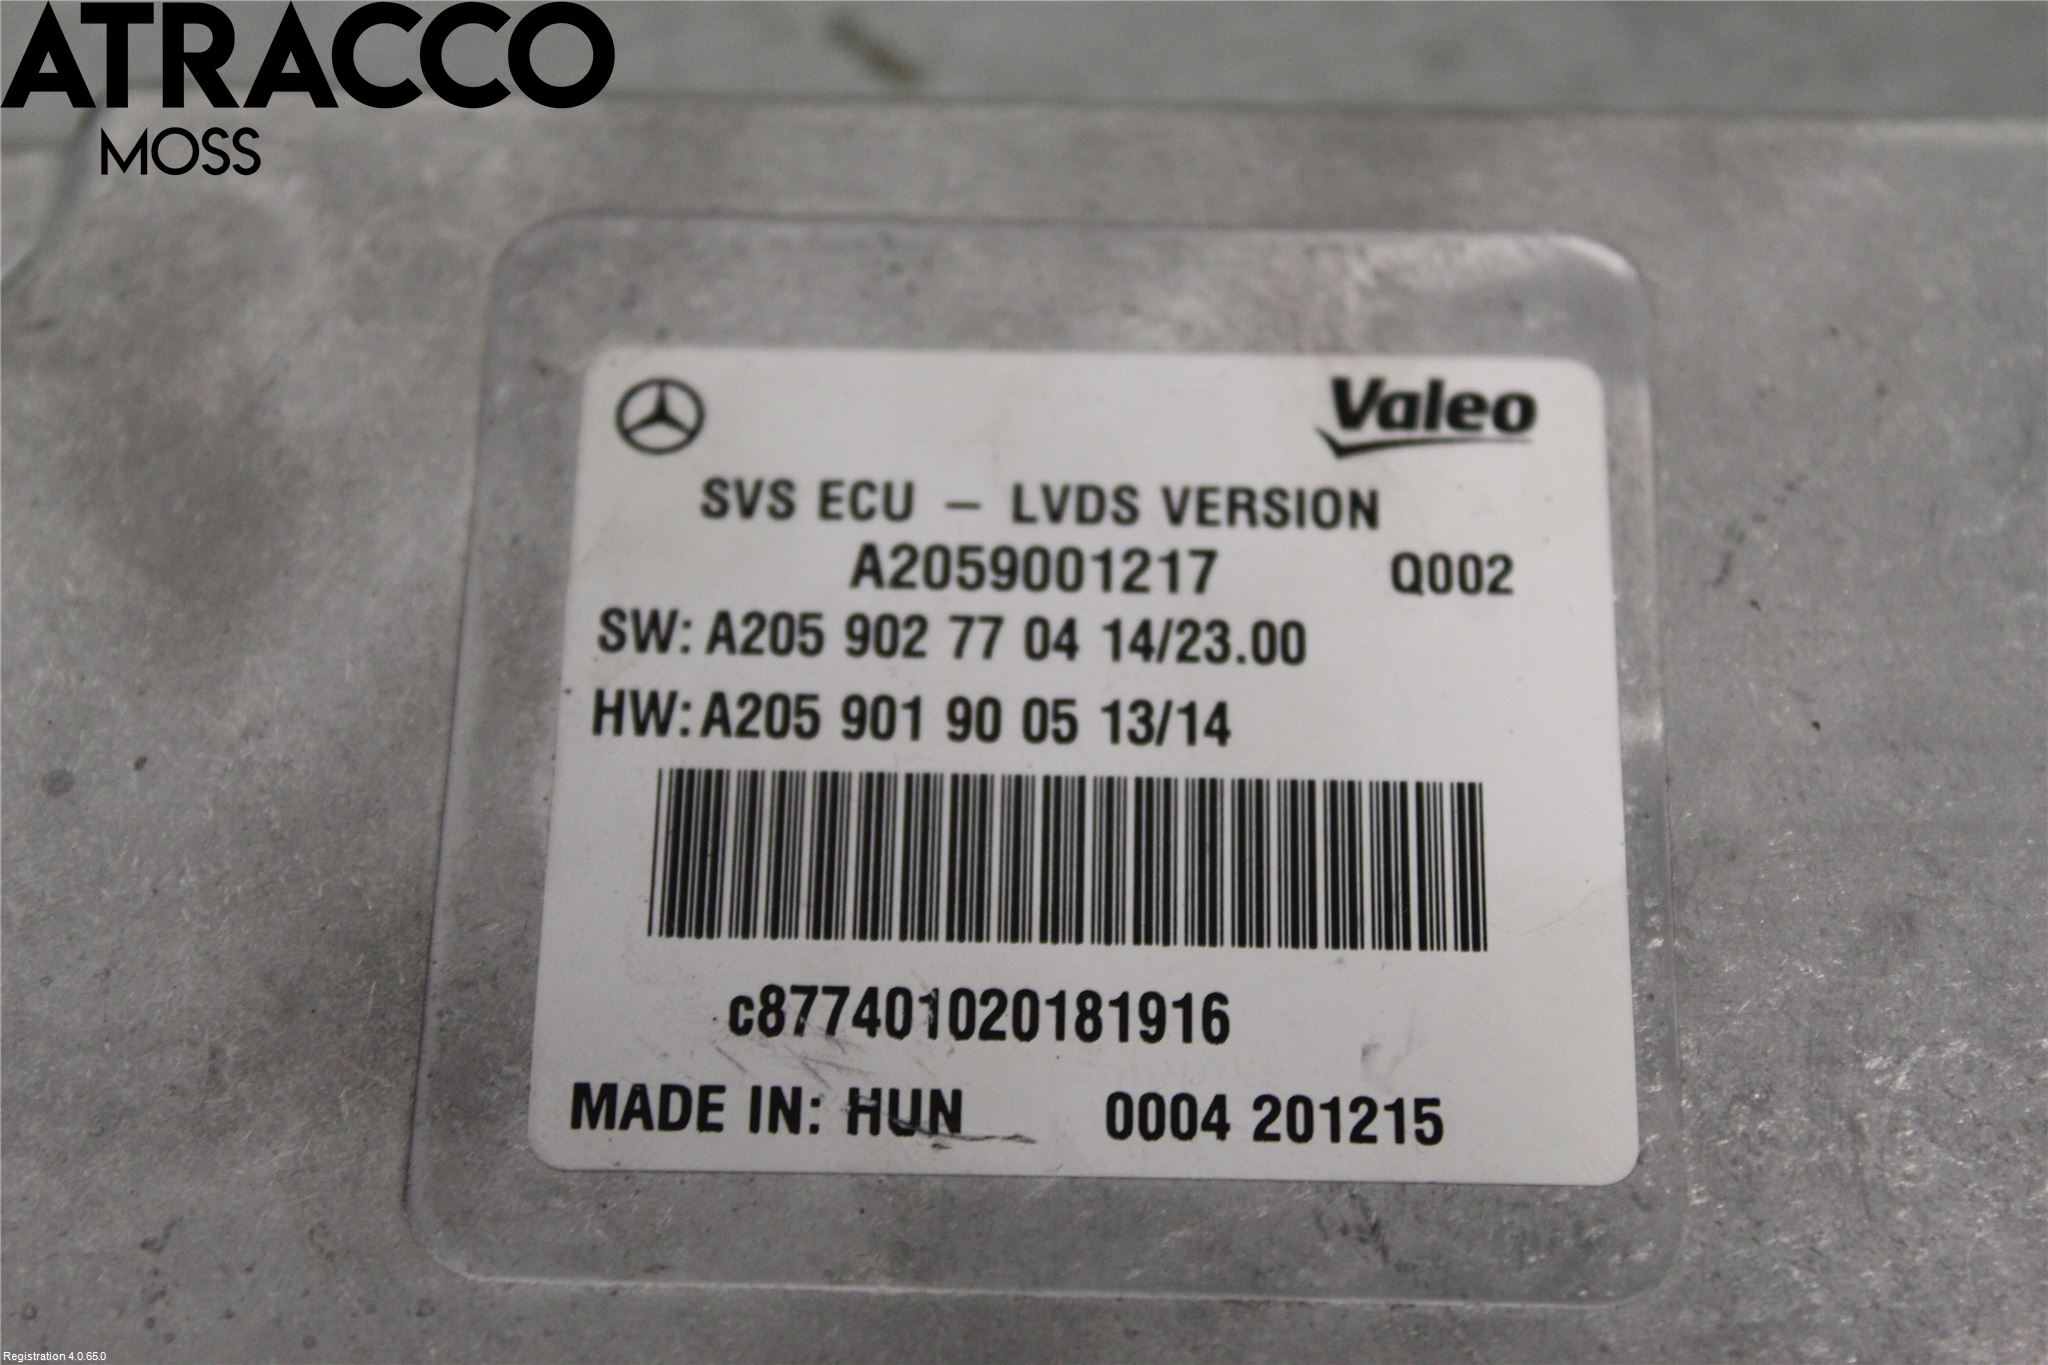 ATRACCO
MOSS
Valeo
SVS ECU – LVDS VERSION
A2059001217 Q002
SW: A205 902 77 04 14/23.00
HW: A205 901 90 05 13/14
c877401020181916
MADE IN: HUN 0004 201215
Registration 4.0.65.0